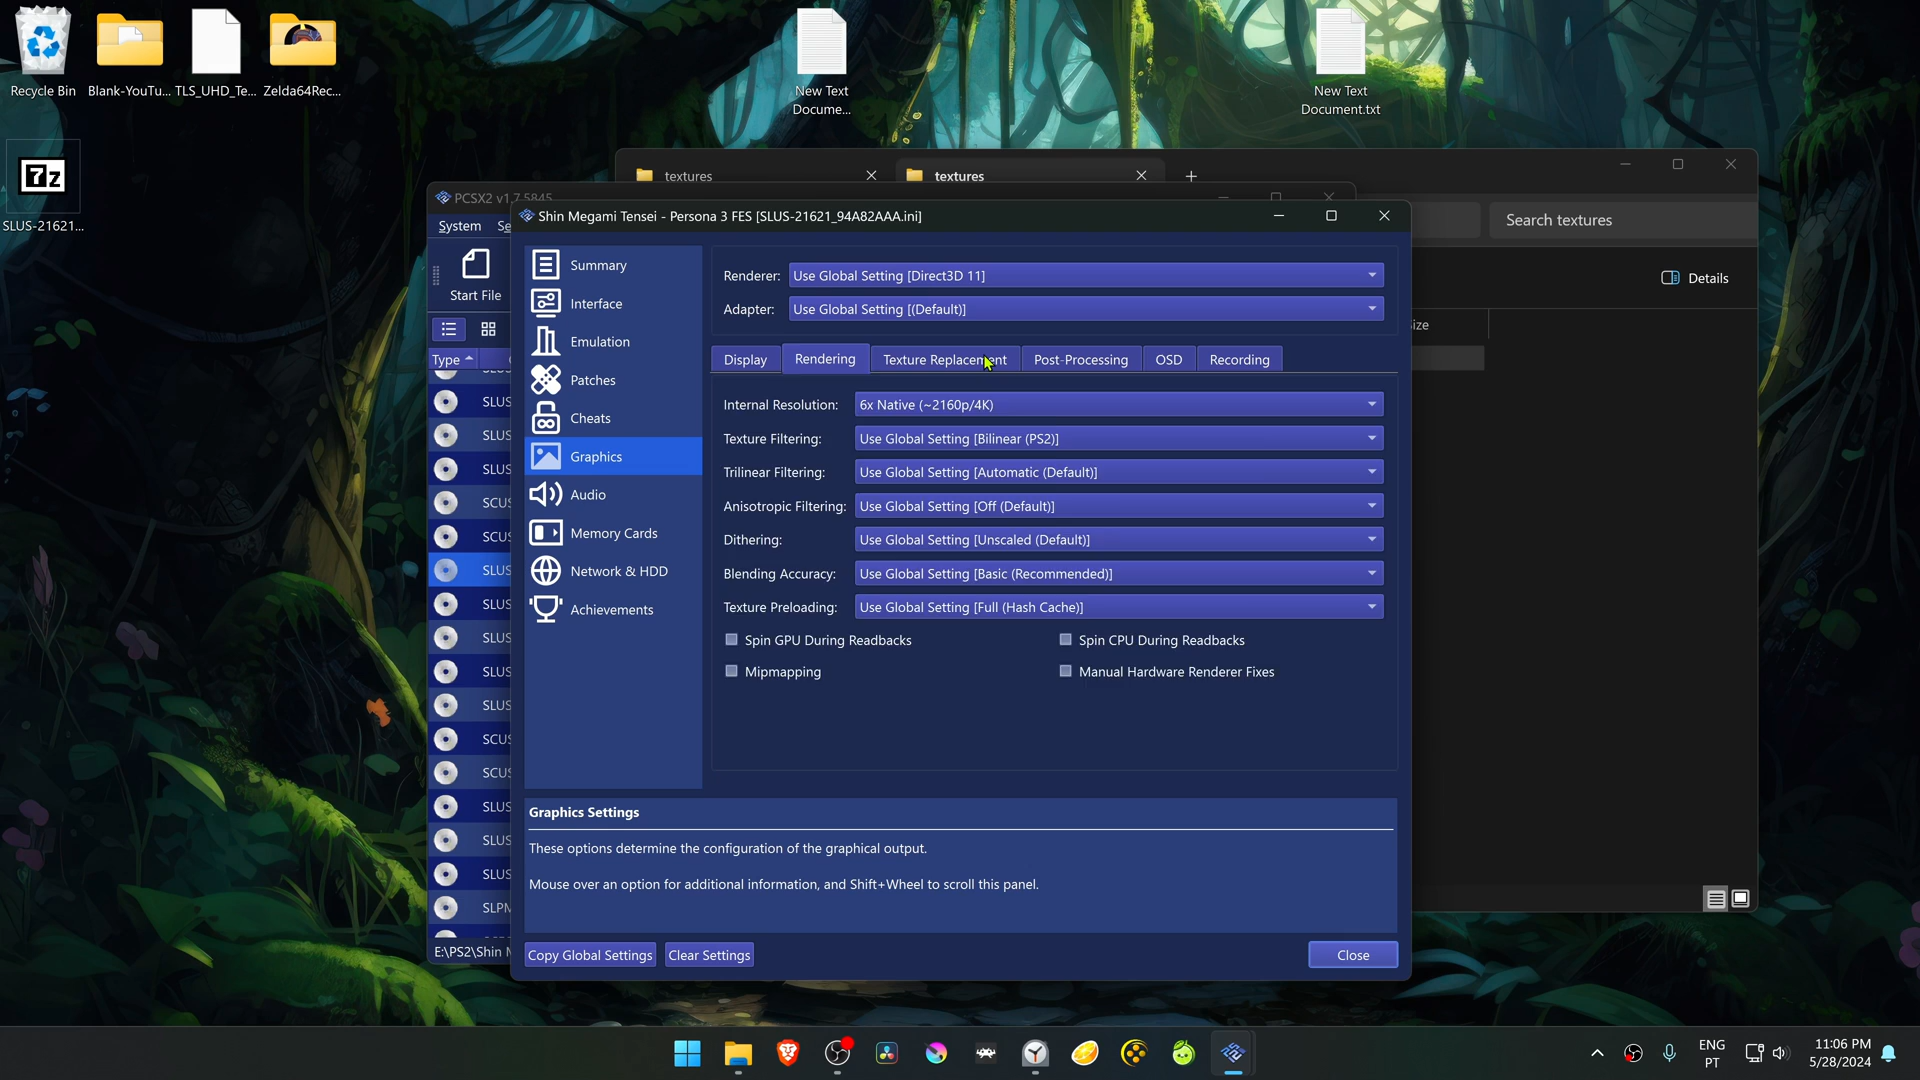 Recycle Bin
Blank-YouTu...
TLS_UHD_Te...
Zelda64Rec...
New Text
Docume...
New Text
Document.txt
7z
SLUS-21621...
textures
textures
Search textures
Details
PCSX2 v1.7.5845
System
Se
Start File
Type
SLUS
SLUS
SLUS
SCUS
SCUS
SLUS
SLUS
SLUS
SLUS
SLUS
SCUS
SCUS
SLUS
SLUS
SLUS
SLPM
E:\PS2\Shin M
Shin Megami Tensei - Persona 3 FES [SLUS-21621_94A82AAA.ini]
Summary
Interface
Emulation
Patches
Cheats
Graphics
Audio
Memory Cards
Network & HDD
Achievements
Renderer: Use Global Setting [Direct3D 11]
Adapter: Use Global Setting [(Default)]
Display Rendering Texture Replacement Post-Processing OSD Recording
Internal Resolution: 6x Native (~2160p/4K)
Texture Filtering: Use Global Setting [Bilinear (PS2)]
Trilinear Filtering: Use Global Setting [Automatic (Default)]
Anisotropic Filtering: Use Global Setting [Off (Default)]
Dithering: Use Global Setting [Unscaled (Default)]
Blending Accuracy: Use Global Setting [Basic (Recommended)]
Texture Preloading: Use Global Setting [Full (Hash Cache)]
Spin GPU During Readbacks Spin CPU During Readbacks
Mipmapping Manual Hardware Renderer Fixes
Graphics Settings
These options determine the configuration of the graphical output.
Mouse over an option for additional information, and Shift+Wheel to scroll this panel.
Copy Global Settings Clear Settings Close
ENG
PT
11:06 PM
5/28/2024